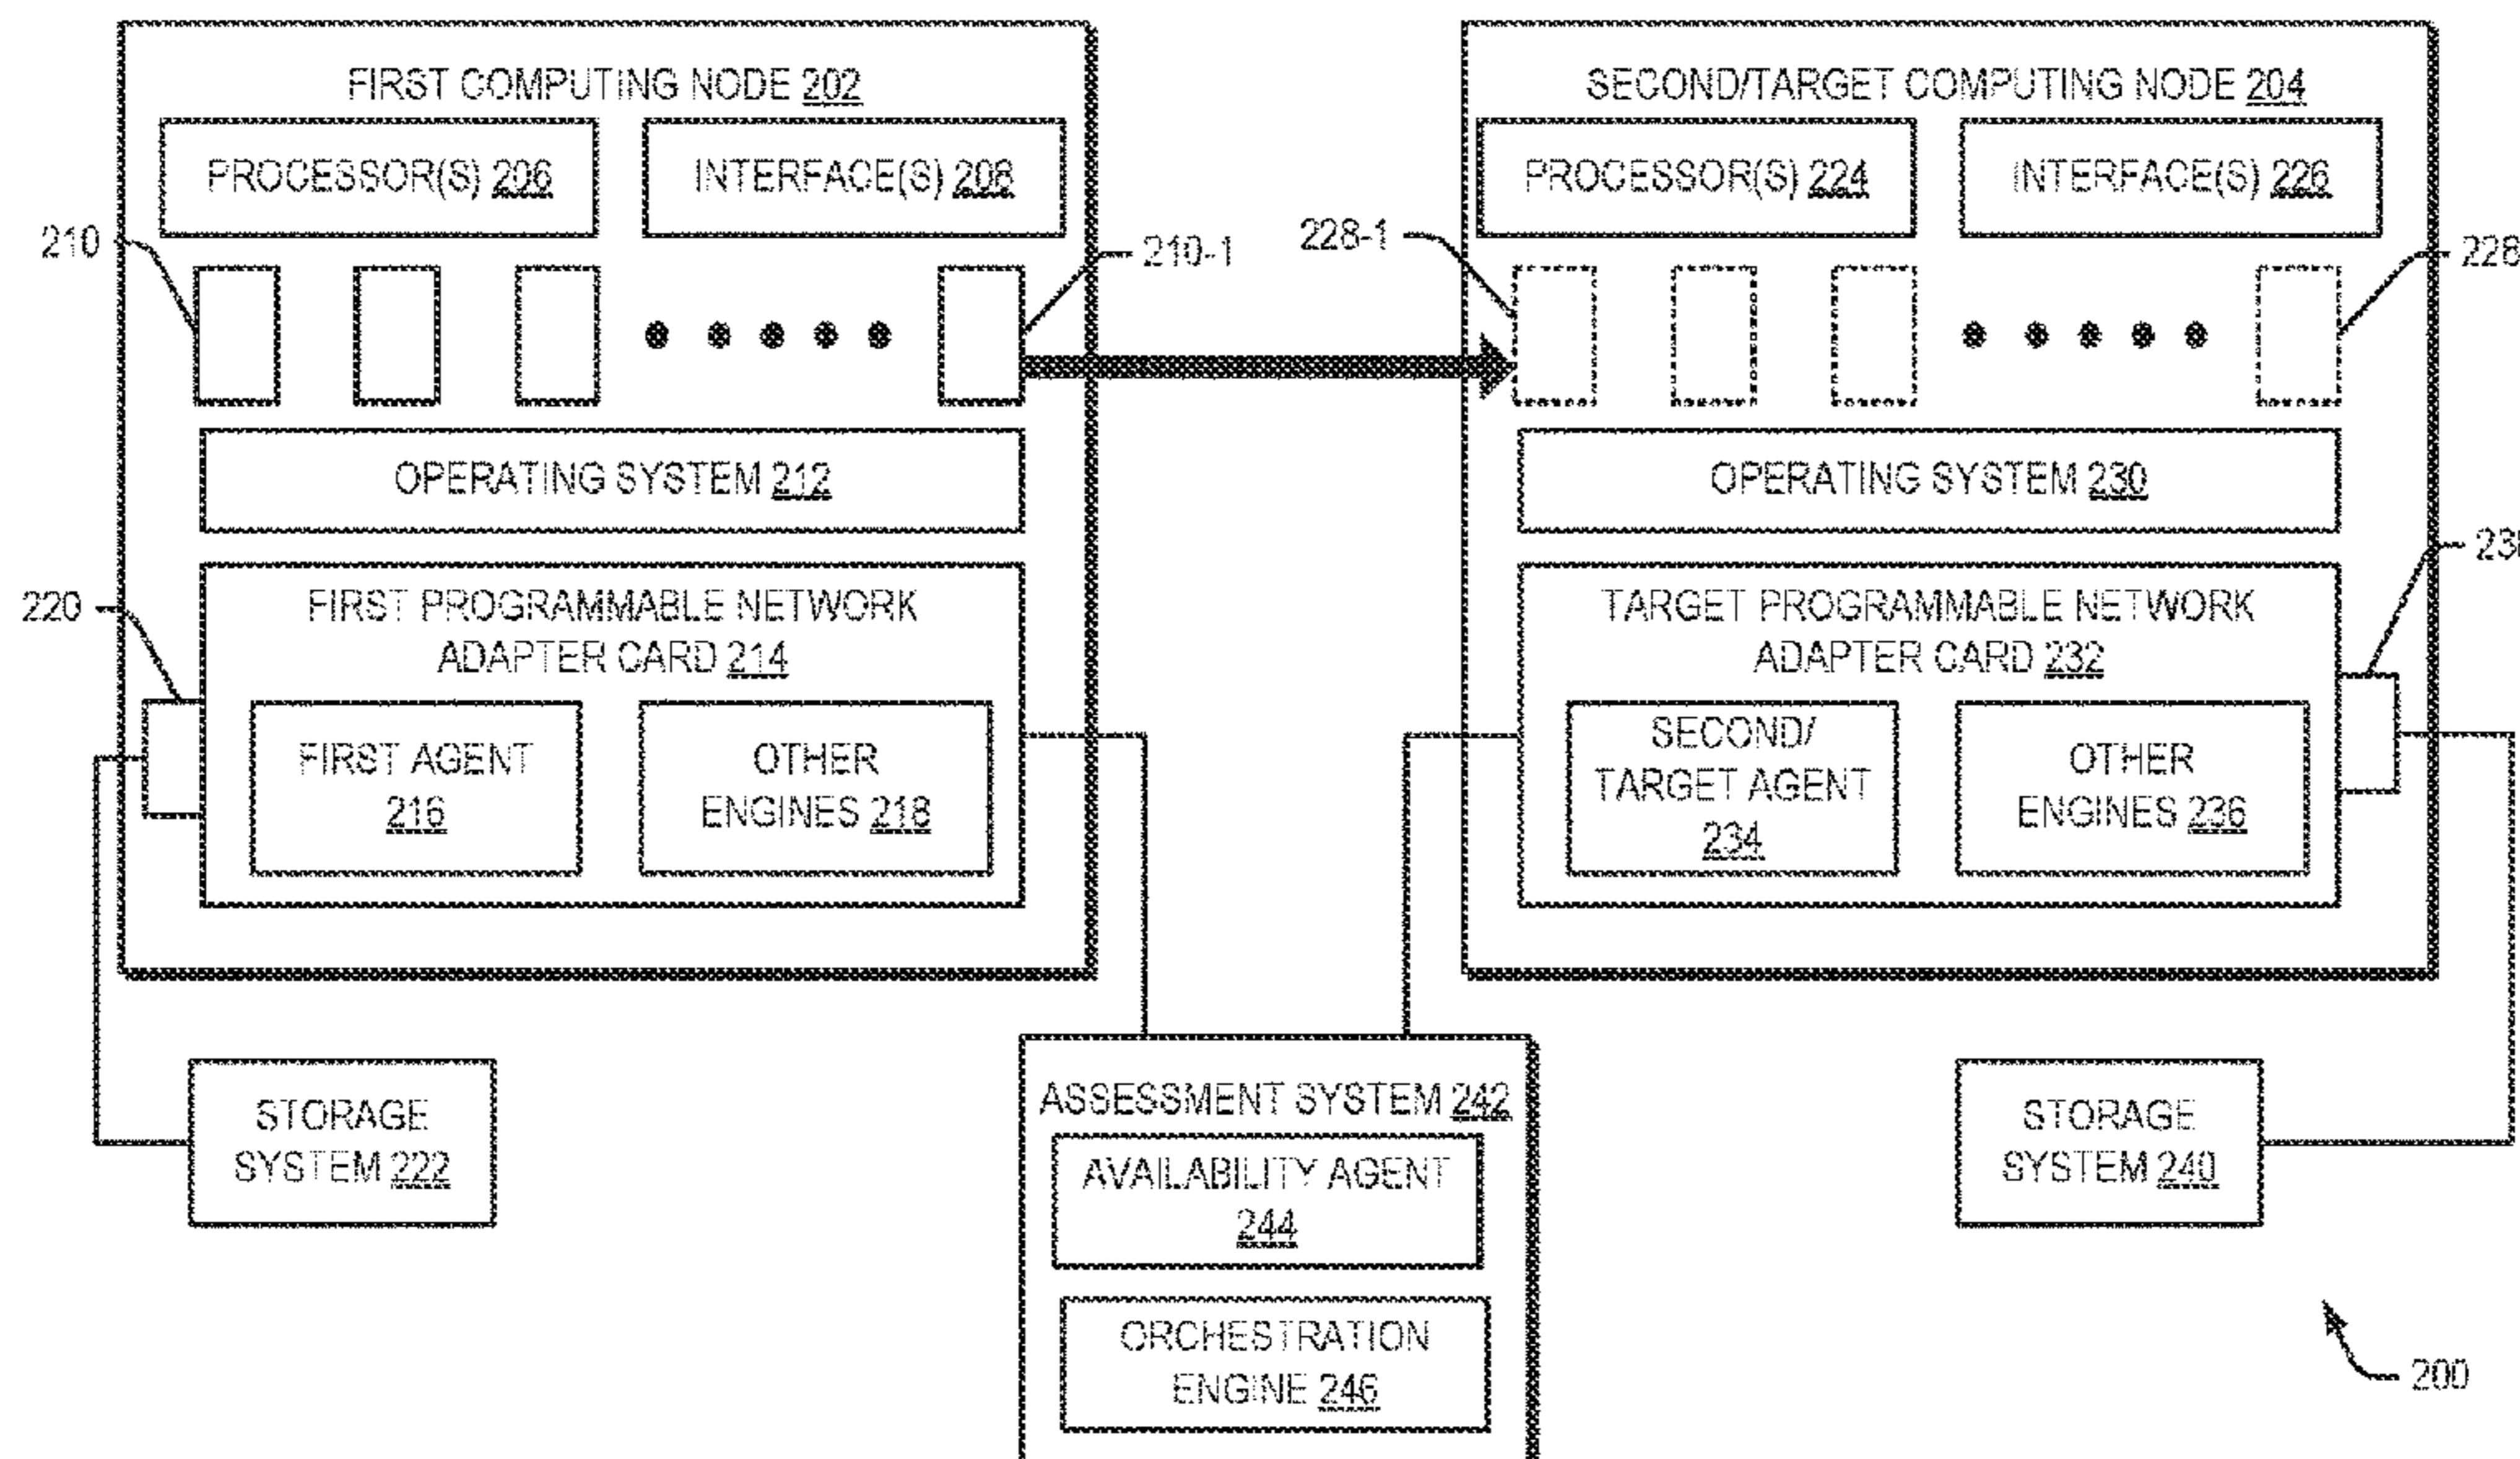 FIRST COMPUTING NODE 202
PROCESSOR(S) 206
INTERFACE(S) 208
210
210-1
OPERATING SYSTEM 212
FIRST PROGRAMMABLE NETWORK
ADAPTER CARD 214
220
FIRST AGENT
216
OTHER
ENGINES 218
STORAGE
SYSTEM 222
SECOND/TARGET COMPUTING NODE 204
PROCESSOR(S) 224
INTERFACE(S) 226
228-1
228
OPERATING SYSTEM 230
TARGET PROGRAMMABLE NETWORK
ADAPTER CARD 232
SECOND/
TARGET AGENT
234
OTHER
ENGINES 236
STORAGE
SYSTEM 240
ASSESSMENT SYSTEM 242
AVAILABILITY AGENT
244
ORCHESTRATION
ENGINE 246
200